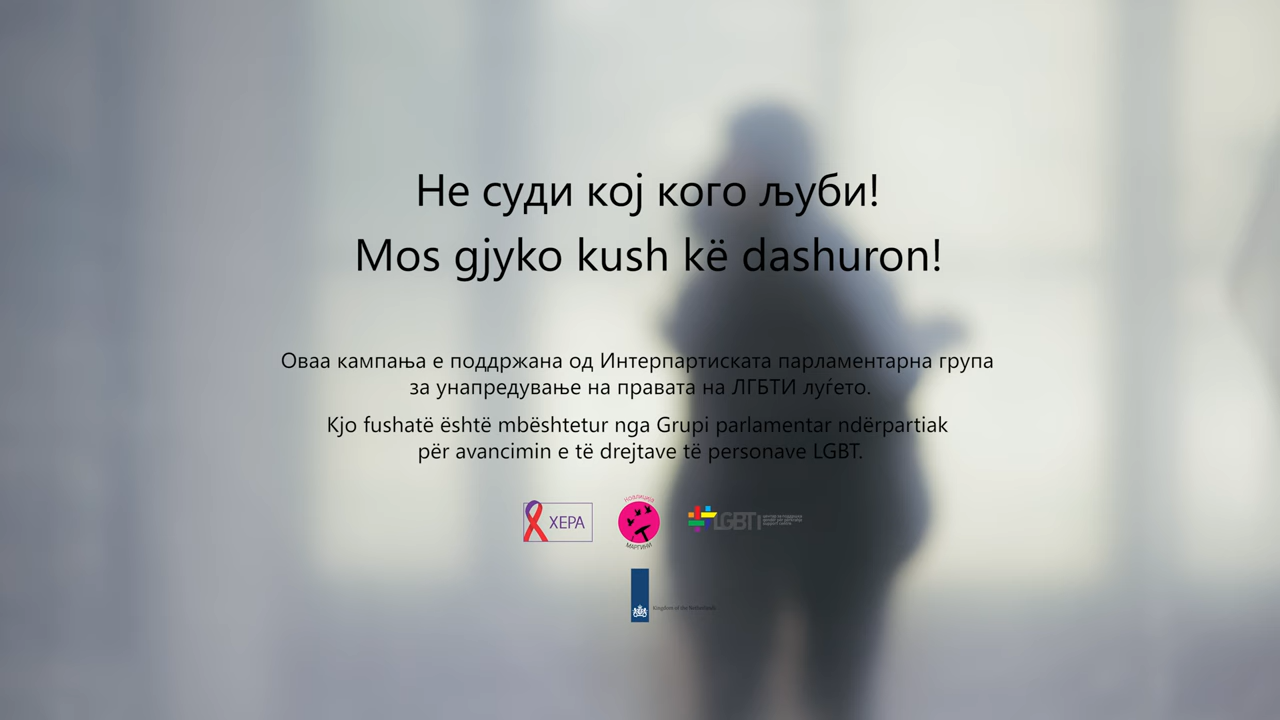 Не суди кој кого љуби!
Mos gjyko kush kë dashuron!
Оваа кампања е поддржана од Интерпартиската парламентарна група
за унапредување на правата на ЛГБТИ луѓето.
Kjo fushatë është mbështetur nga Grupi parlamentar ndërpartiak
për avancimin e të drejtave të personave LGBT.
ХЕРА
КОАЛИЦИЈА
МАРГИНИ
LGBTI
Kingdom of the Netherlands